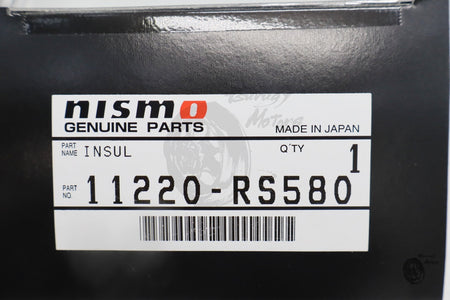 nismo
GENUINE PARTS
MADE IN JAPAN
PART NAME INSUL Q'TY 1
PART NO. 11220-RS580